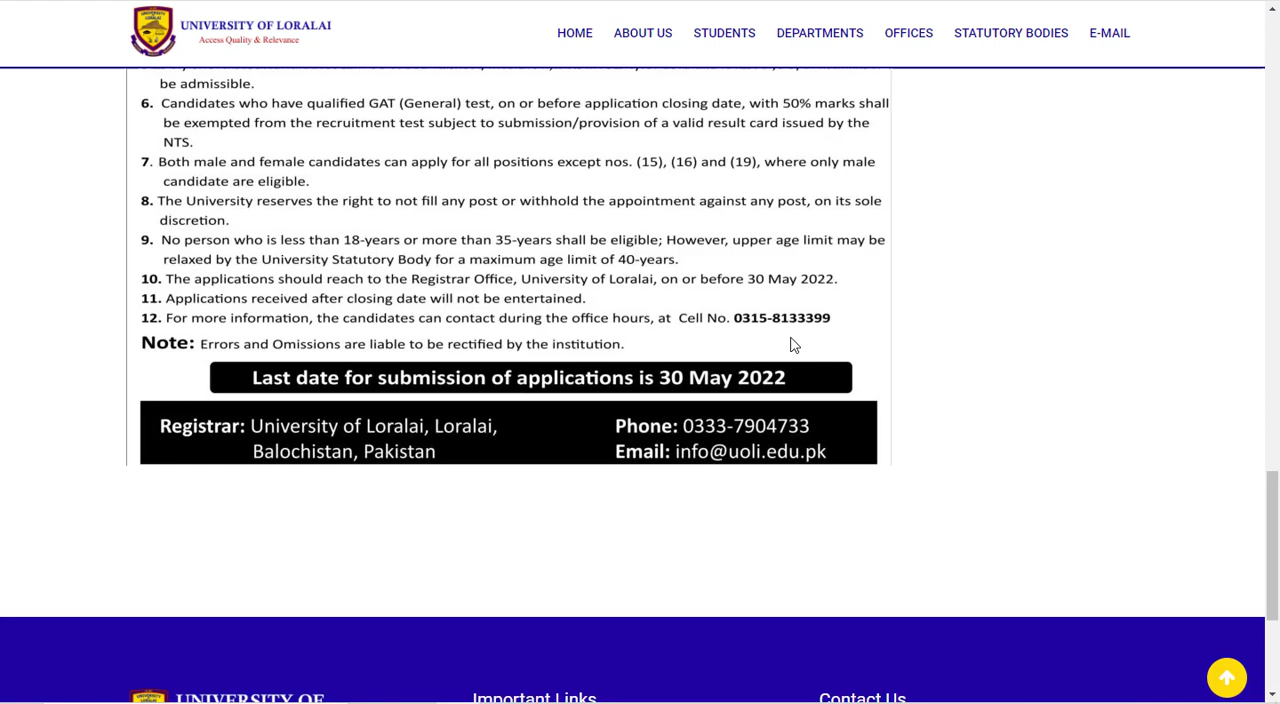 UNIVERSITY OF LORALAI
Access Quality & Relevance
HOME ABOUT US STUDENTS DEPARTMENTS OFFICES STATUTORY BODIES E-MAIL
be admissible.
6. Candidates who have qualified GAT (General) test, on or before application closing date, with 50% marks shall
be exempted from the recruitment test subject to submission/provision of a valid result card issued by the
NTS.
7. Both male and female candidates can apply for all positions except nos. (15), (16) and (19), where only male
candidate are eligible.
8. The University reserves the right to not fill any post or withhold the appointment against any post, on its sole
discretion.
9. No person who is less than 18-years or more than 35-years shall be eligible; However, upper age limit may be
relaxed by the University Statutory Body for a maximum age limit of 40-years.
10. The applications should reach to the Registrar Office, University of Loralai, on or before 30 May 2022.
11. Applications received after closing date will not be entertained.
12. For more information, the candidates can contact during the office hours, at Cell No. 0315-8133399
Note: Errors and Omissions are liable to be rectified by the institution.
Last date for submission of applications is 30 May 2022
Registrar: University of Loralai, Loralai,
Balochistan, Pakistan
Phone: 0333-7904733
Email: info@uoli.edu.pk
UNIVERSITY OF
Important Links
Contact Us